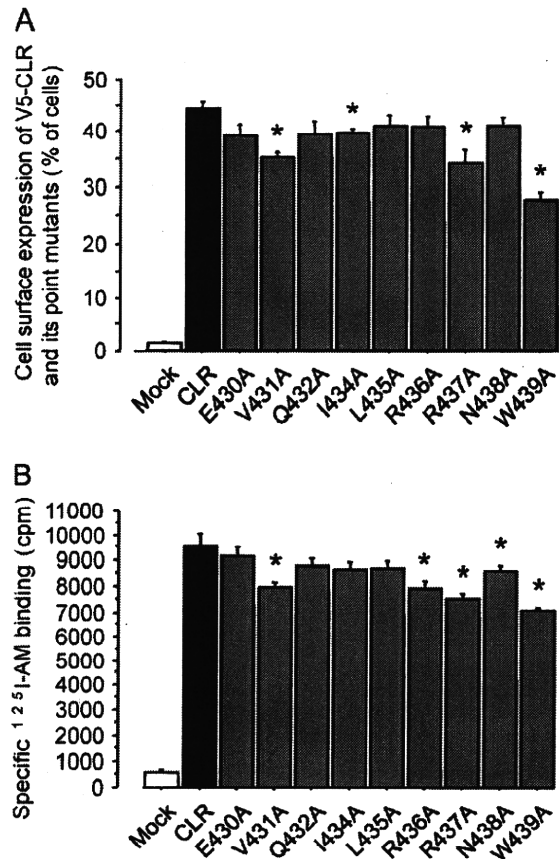 A
Cell surface expression of V5-CLR
and its point mutants (% of cells)
50
40
30
20
10
0
*
*
*
*
Mock
CLR
E430A
V431A
Q432A
I434A
L435A
R436A
R437A
N438A
W439A
B
Specific ¹²⁵I-AM binding (cpm)
11000
10000
9000
8000
7000
6000
5000
4000
3000
2000
1000
0
*
*
*
*
*
Mock
CLR
E430A
V431A
Q432A
I434A
L435A
R436A
R437A
N438A
W439A